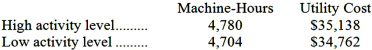 Machine-Hours Utility Cost
High activity level......... 4,780 $35,138
Low activity level ......... 4,704 $34,762